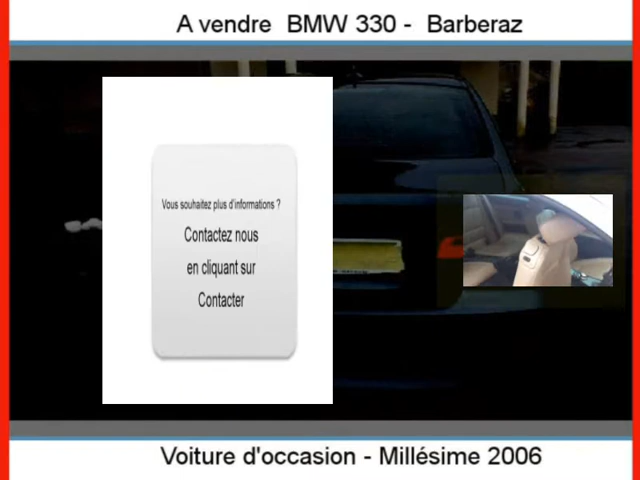 A vendre BMW 330 - Barberaz
Vous souhaitez plus d'informations ?
Contactez nous
en cliquant sur
Contacter
Voiture d'occasion - Millésime 2006